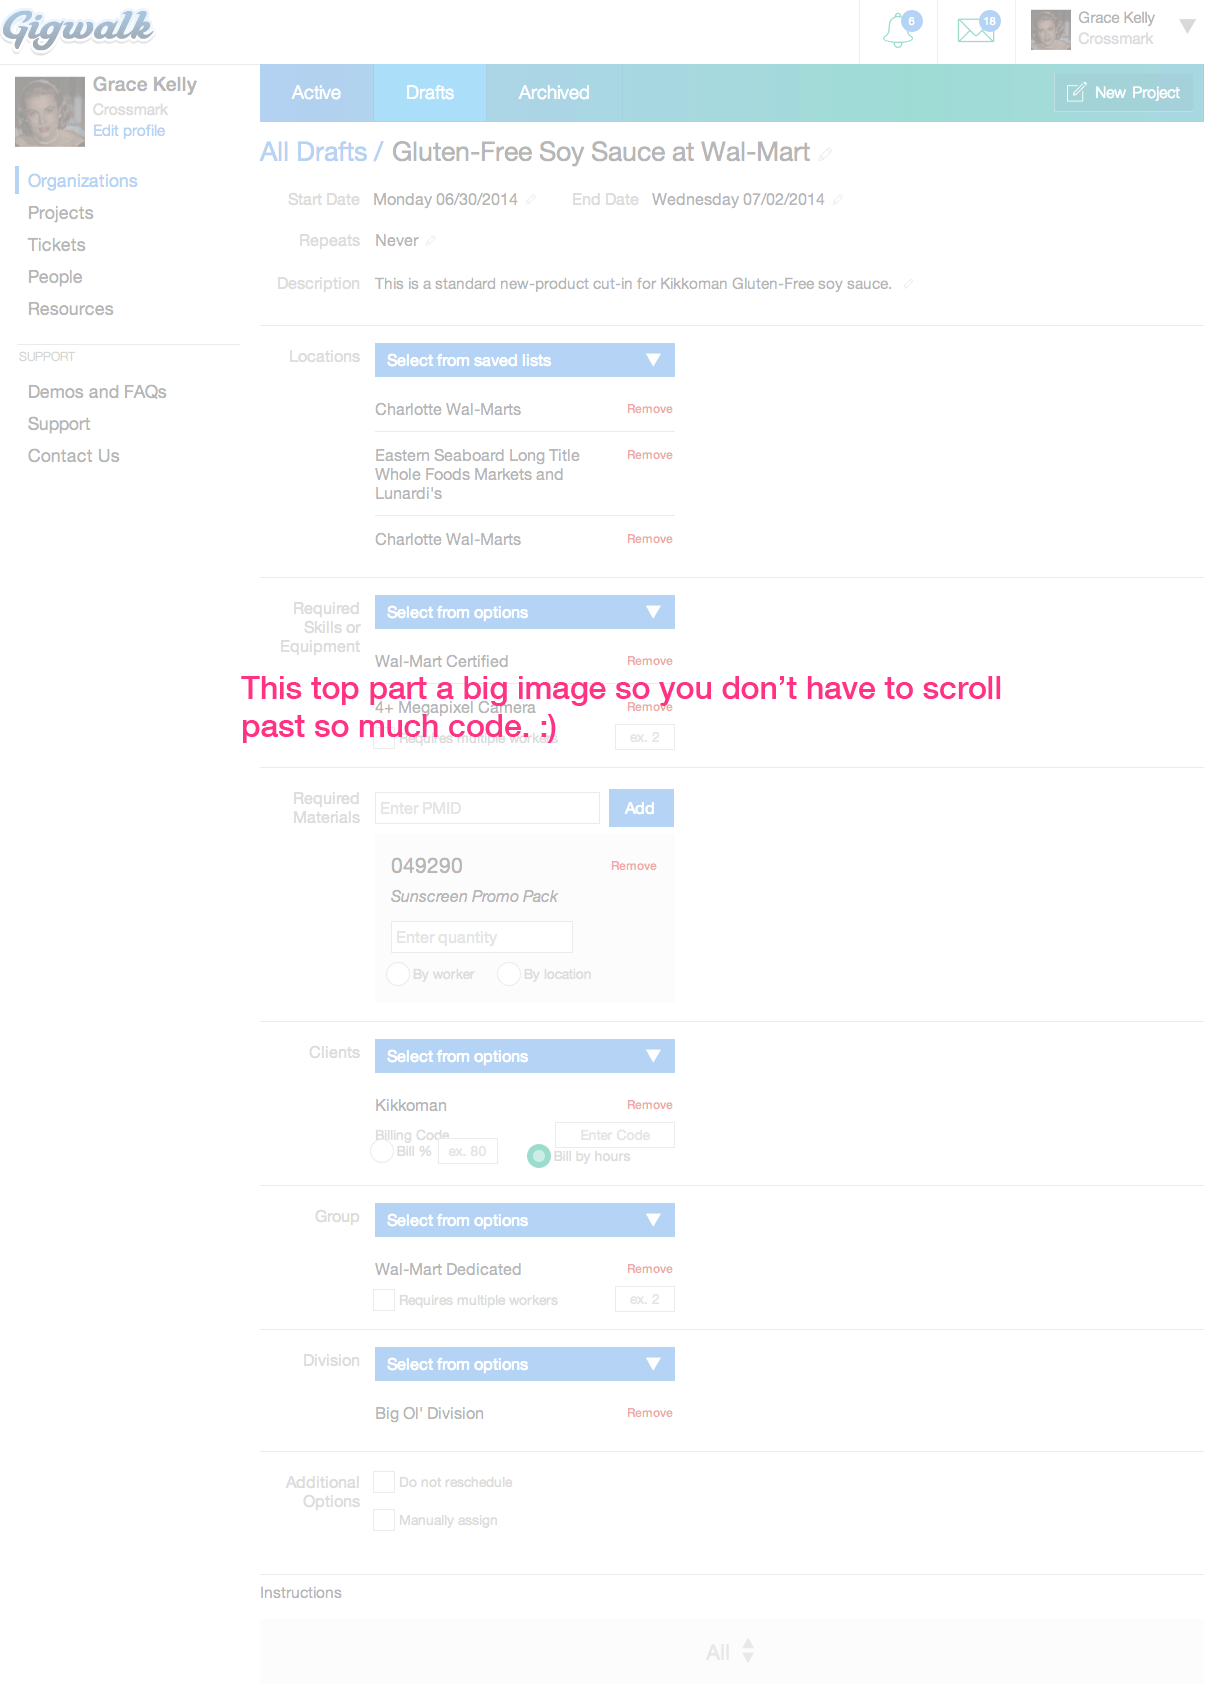 Gigwalk
6
18
Grace Kelly
Crossmark
Grace Kelly
Crossmark
Edit profile
Organizations
Projects
Tickets
People
Resources
SUPPORT
Demos and FAQs
Support
Contact Us
Active
Drafts
Archived
New Project
All Drafts / Gluten-Free Soy Sauce at Wal-Mart
Start Date Monday 06/30/2014 End Date Wednesday 07/02/2014
Repeats Never
Description This is a standard new-product cut-in for Kikkoman Gluten-Free soy sauce.
Locations Select from saved lists
Charlotte Wal-Marts Remove
Eastern Seaboard Long Title Remove
Whole Foods Markets and
Lunardi's
Charlotte Wal-Marts Remove
Required
Skills or
Equipment
Select from options
Wal-Mart Certified Remove
This top part a big image so you don’t have to scroll
past so much code. :)
4+ Megapixel Camera Remove
Requires multiple workers ex. 2
Required
Materials
Enter PMID Add
049290 Remove
Sunscreen Promo Pack
Enter quantity
By worker By location
Clients Select from options
Kikkoman Remove
Billing Code Enter Code
Bill % ex. 80 Bill by hours
Group Select from options
Wal-Mart Dedicated Remove
Requires multiple workers ex. 2
Division Select from options
Big Ol' Division Remove
Additional
Options
Do not reschedule
Manually assign
Instructions
All